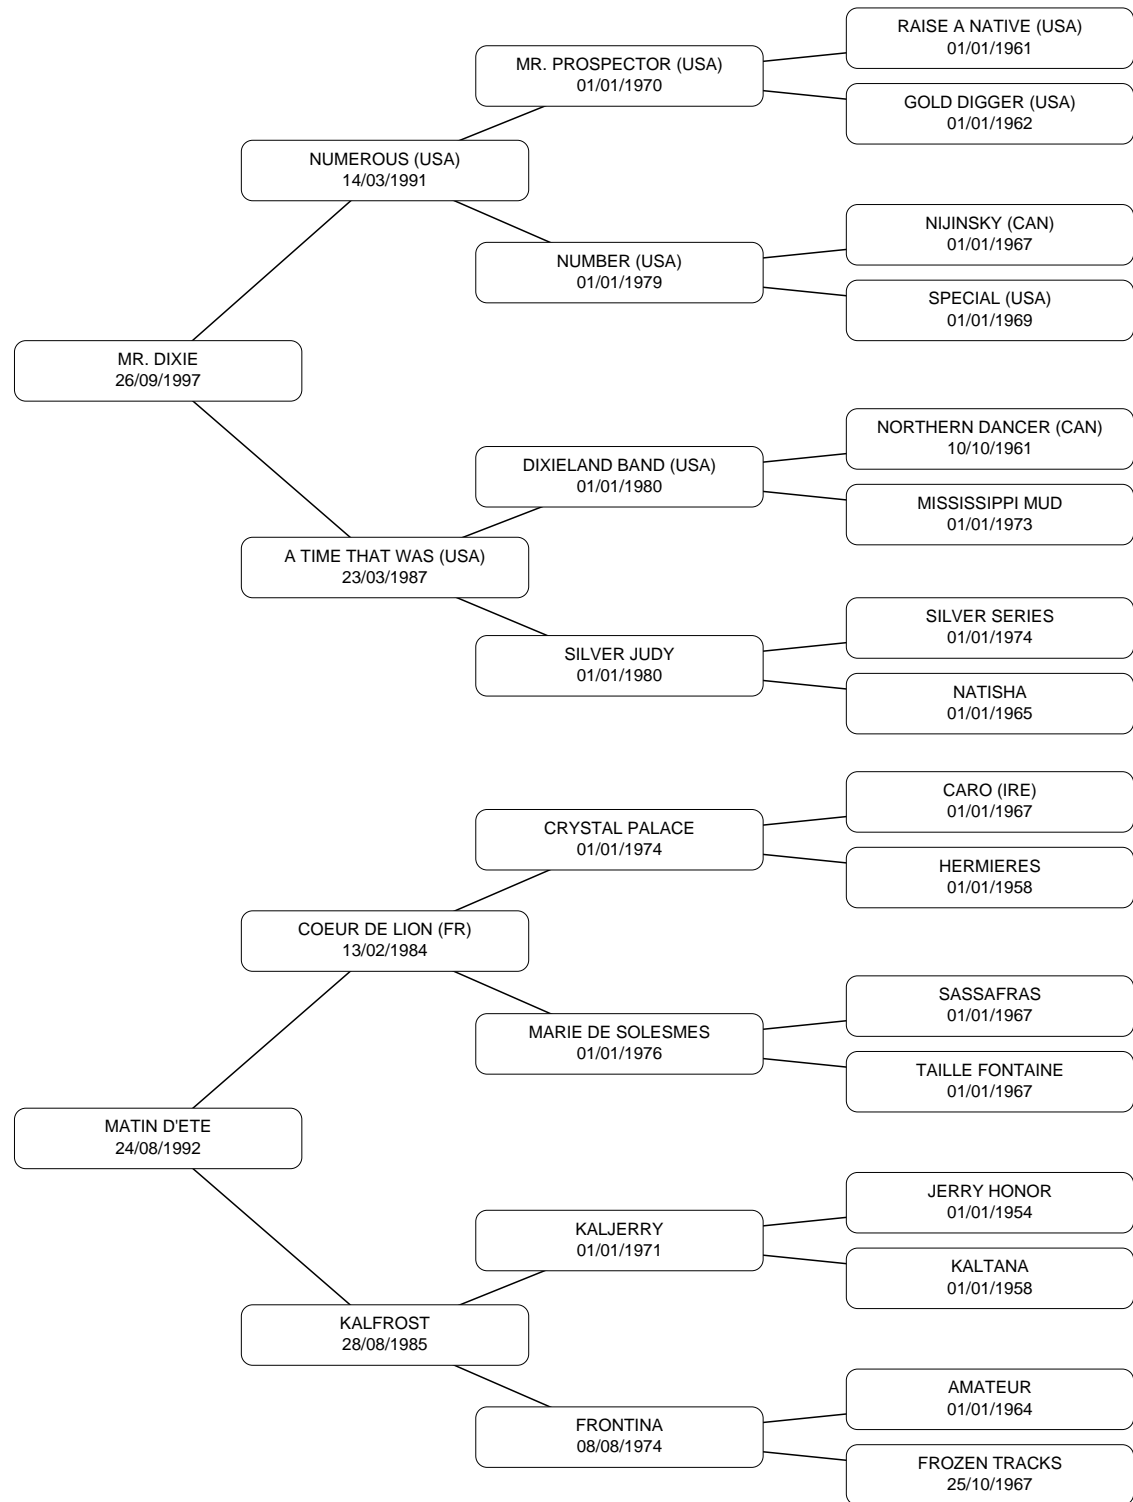 RAISE A NATIVE (USA)
01/01/1961
MR. PROSPECTOR (USA)
01/01/1970
GOLD DIGGER (USA)
01/01/1962
NUMEROUS (USA)
14/03/1991
NIJINSKY (CAN)
01/01/1967
NUMBER (USA)
01/01/1979
SPECIAL (USA)
01/01/1969
MR. DIXIE
26/09/1997
NORTHERN DANCER (CAN)
10/10/1961
DIXIELAND BAND (USA)
01/01/1980
MISSISSIPPI MUD
01/01/1973
A TIME THAT WAS (USA)
23/03/1987
SILVER SERIES
01/01/1974
SILVER JUDY
01/01/1980
NATISHA
01/01/1965
CARO (IRE)
01/01/1967
CRYSTAL PALACE
01/01/1974
HERMIERES
01/01/1958
COEUR DE LION (FR)
13/02/1984
SASSAFRAS
01/01/1967
MARIE DE SOLESMES
01/01/1976
TAILLE FONTAINE
01/01/1967
MATIN D'ETE
24/08/1992
JERRY HONOR
01/01/1954
KALJERRY
01/01/1971
KALTANA
01/01/1958
KALFROST
28/08/1985
AMATEUR
01/01/1964
FRONTINA
08/08/1974
FROZEN TRACKS
25/10/1967